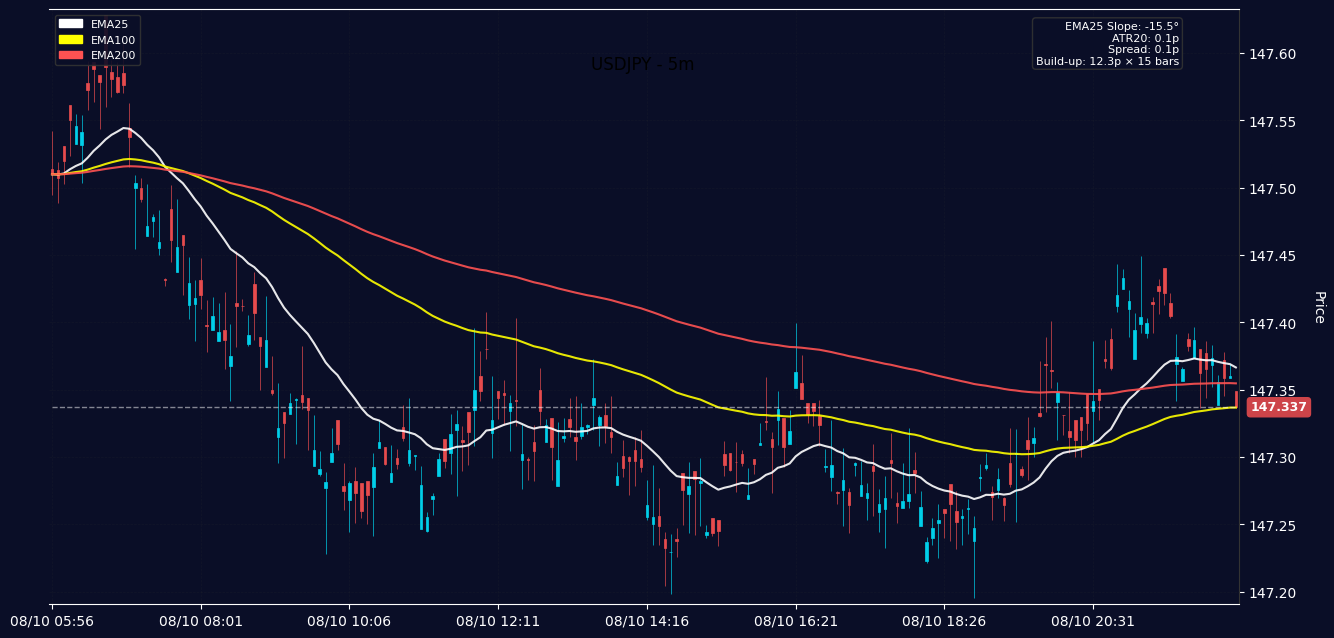 EMA25
EMA100
EMA200
USDJPY - 5m
EMA25 Slope: -15.5°
ATR20: 0.1p
Spread: 0.1p
Build-up: 12.3p × 15 bars
147.60
147.55
147.50
147.45
147.40
147.35
147.337
147.30
147.25
147.20
Price
08/10 05:56
08/10 08:01
08/10 10:06
08/10 12:11
08/10 14:16
08/10 16:21
08/10 18:26
08/10 20:31